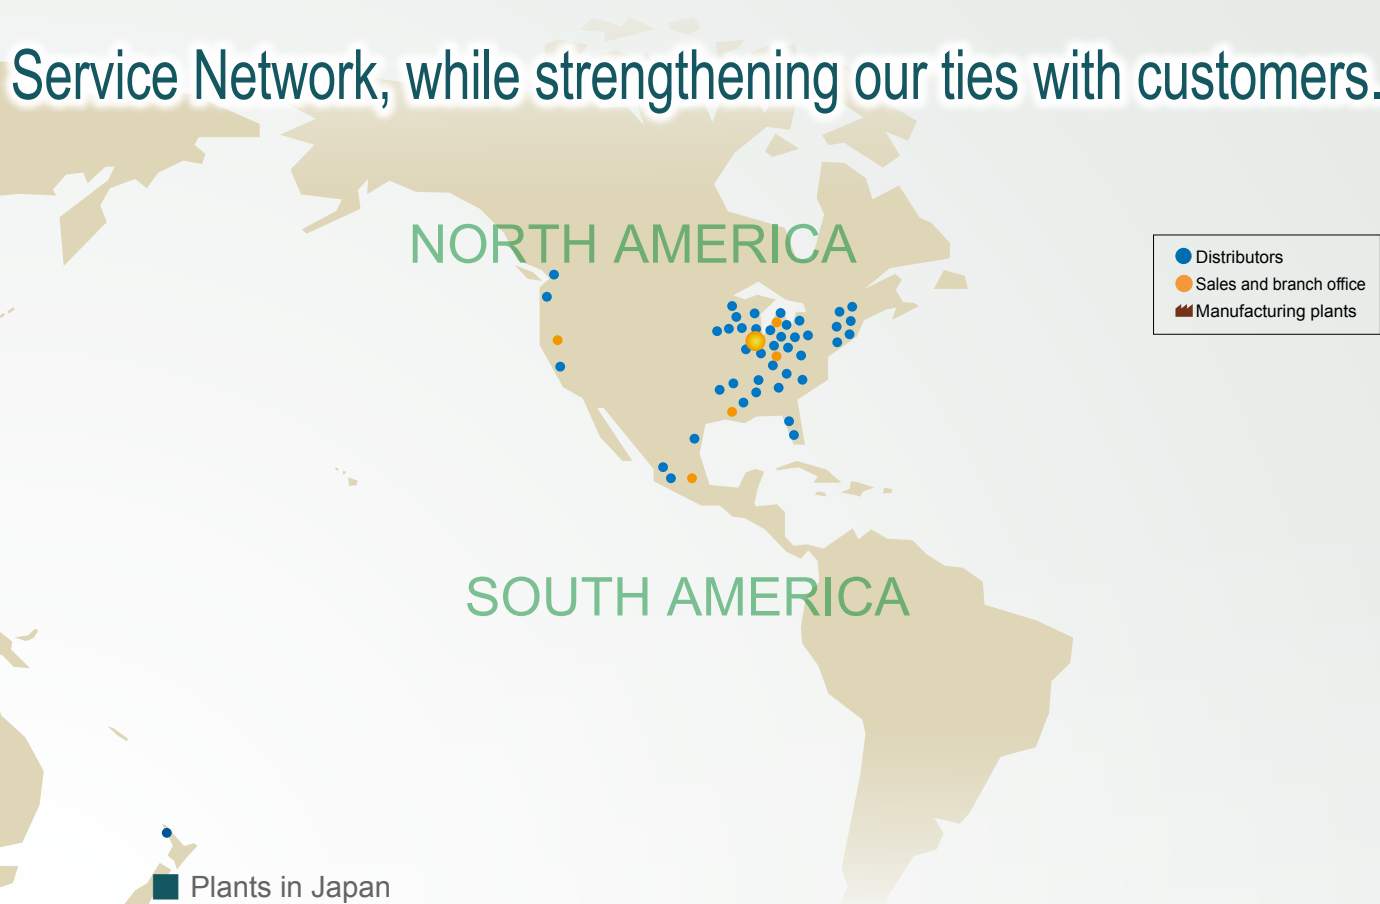 Service Network, while strengthening our ties with customers.
NORTH AMERICA
Distributors
Sales and branch office
Manufacturing plants
SOUTH AMERICA
Plants in Japan